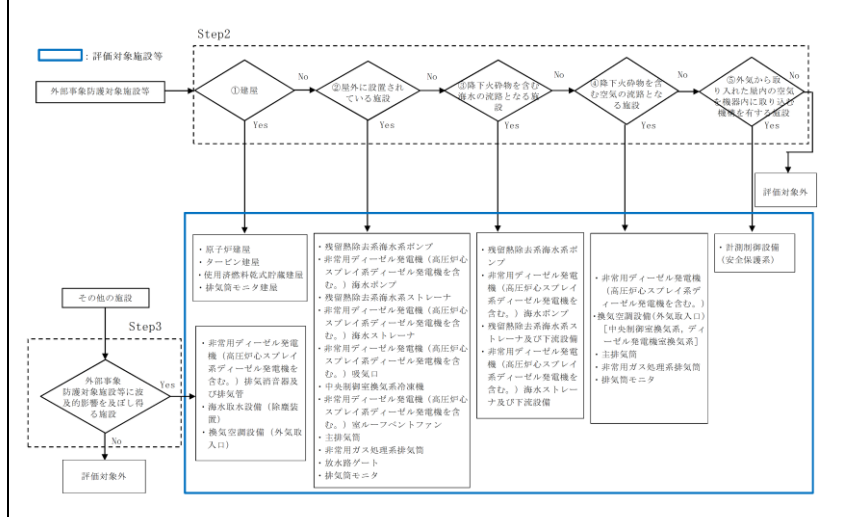 Step2
：評価対象施設等
外部事象防護対象施設等
①建屋
No
②屋外に設置され
ている施設
No
③降下火砕物を含む
海水の流路となる施
設
No
④降下火砕物を含
む空気の流路とな
る施設
No
⑤外気から取
り入れた屋内の空気
を機器内に取り込む
機構を有する施設
No
Yes
Yes
Yes
Yes
Yes
評価対象外
・原子炉建屋
・タービン建屋
・使用済燃料乾式貯蔵建屋
・排気筒モニタ建屋
・残留熱除去系海水系ポンプ
・非常用ディーゼル発電機（高圧炉心
スプレイ系ディーゼル発電機を含
む。）海水ポンプ
・残留熱除去系海水系ストレーナ
・非常用ディーゼル発電機（高圧炉心
スプレイ系ディーゼル発電機を含
む。）海水ストレーナ
・非常用ディーゼル発電機（高圧炉心
スプレイ系ディーゼル発電機を含
む。）吸気口
・中央制御室換気系冷凍機
・非常用ディーゼル発電機（高圧炉心
スプレイ系ディーゼル発電機を含
む。）室ルーフベントファン
・主排気筒
・非常用ガス処理系排気筒
・放水路ゲート
・排気筒モニタ
・残留熱除去系海水系ポ
ンプ
・非常用ディーゼル発電
機（高圧炉心スプレイ
系ディーゼル発電機を
含む。）海水ポンプ
・残留熱除去系海水系ス
トレーナ及び下流設備
・非常用ディーゼル発電
機（高圧炉心スプレイ
系ディーゼル発電機を
含む。）海水ストレー
ナ及び下流設備
・非常用ディーゼル発電機
（高圧炉心スプレイ系デ
ィーゼル発電機を含む。）
・換気空調設備（外気取入口）
［中央制御室換気系，ディ
ーゼル発電機室換気系］
・主排気筒
・非常用ガス処理系排気筒
・排気筒モニタ
・計測制御設備
（安全保護系）
その他の施設
Step3
外部事象
防護対象施設等に波
及的影響を及ぼし得
る施設
Yes
No
評価対象外
・非常用ディーゼル発電
機（高圧炉心スプレイ
系ディーゼル発電機を
含む。）排気消音器及
び排気管
・海水取水設備（除塵装
置）
・換気空調設備（外気取
入口）